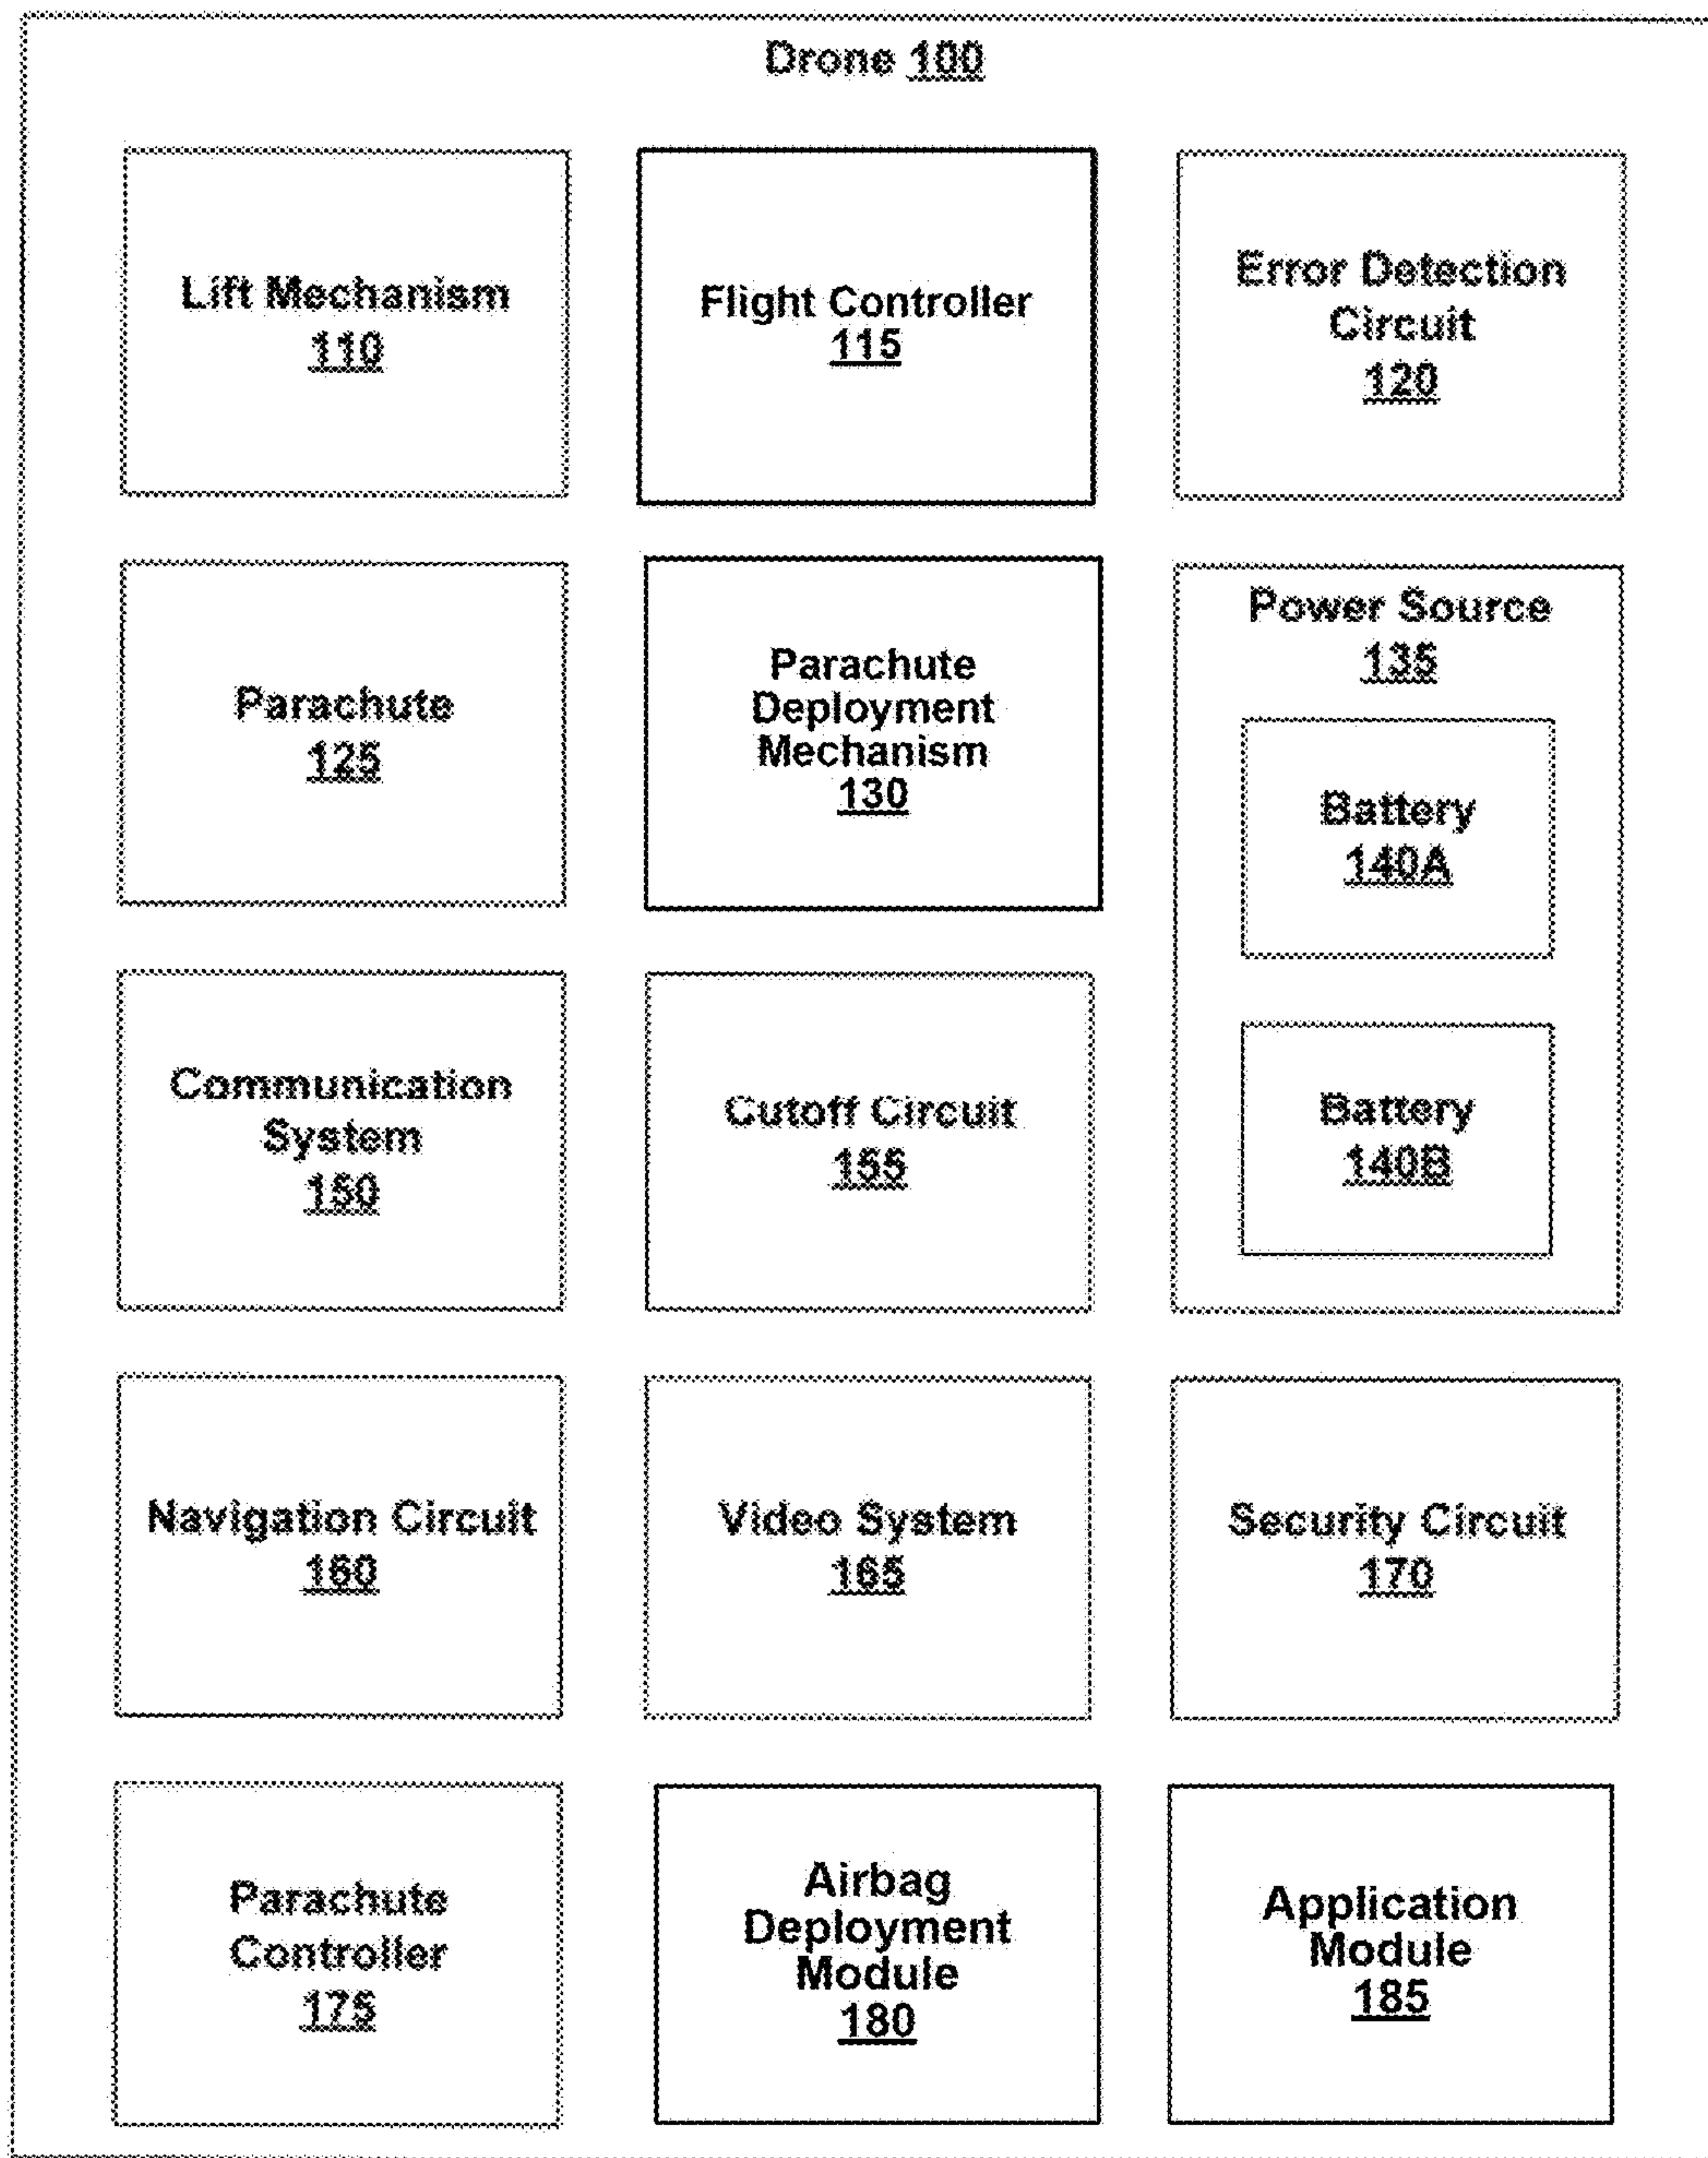 Drone 100
Lift Mechanism
110
Flight Controller
115
Error Detection
Circuit
120
Parachute
125
Parachute
Deployment
Mechanism
130
Power Source
135
Battery
140A
Battery
140B
Communication
System
150
Cutoff Circuit
155
Navigation Circuit
160
Video System
165
Security Circuit
170
Parachute
Controller
175
Airbag
Deployment
Module
180
Application
Module
185